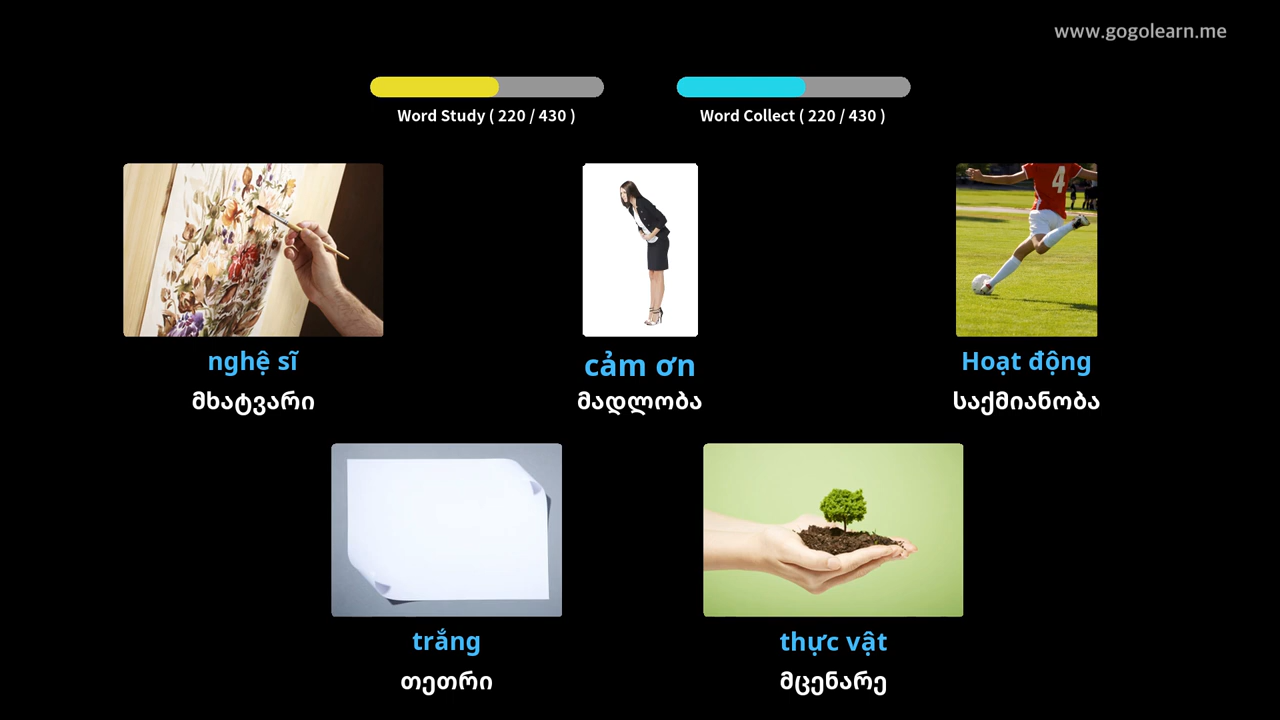 www.gogolearn.me
Word Study ( 220 / 430 )
Word Collect ( 220 / 430 )
4
nghệ sĩ
მხატვარი
cảm ơn
მადლობა
Hoạt động
საქმიანობა
trắng
თეთრი
thực vật
მცენარე